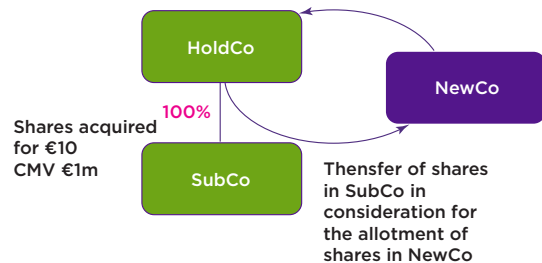 HoldCo
NewCo
100%
Shares acquired
for €10
CMV €1m
SubCo
Thensfer of shares
in SubCo in
consideration for
the allotment of
shares in NewCo